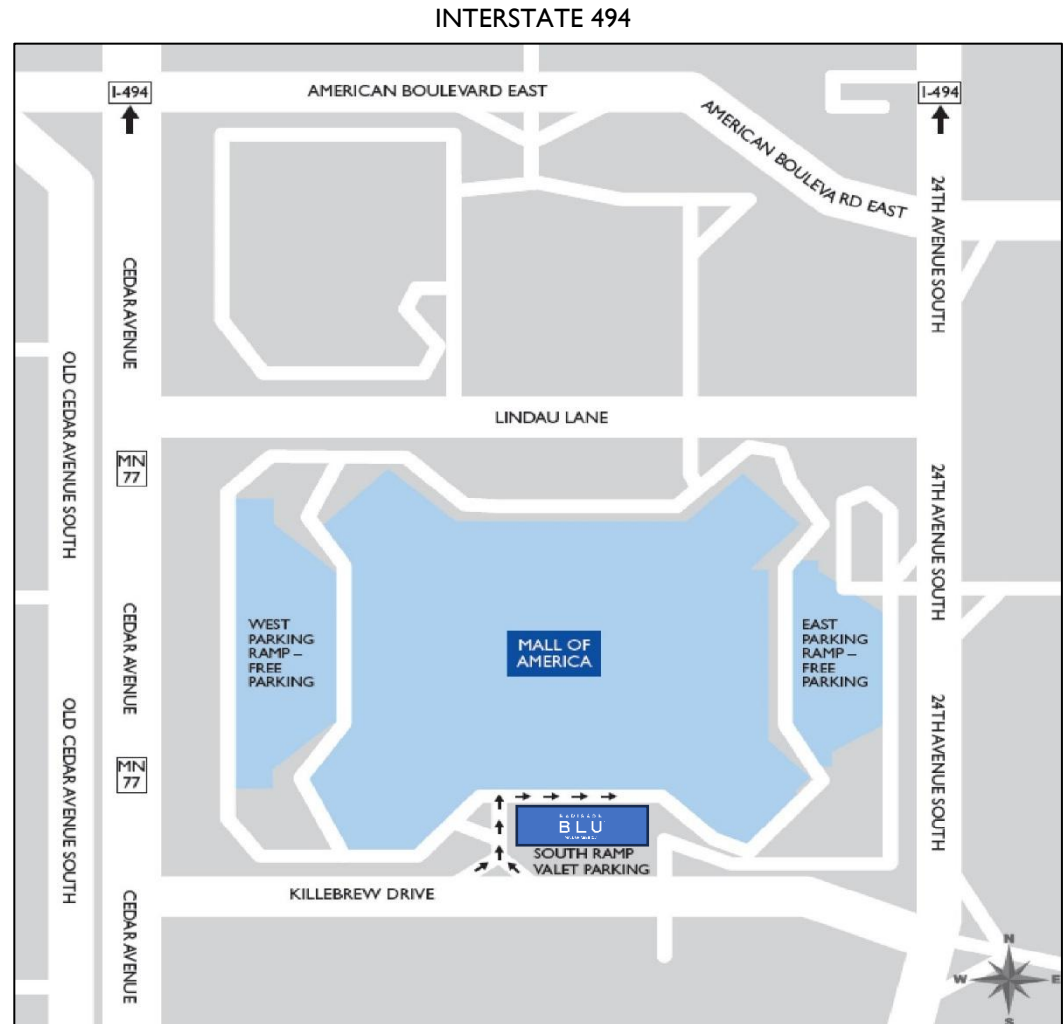 INTERSTATE 494
I-494
AMERICAN BOULEVARD EAST
I-494
AMERICAN BOULEVARD EAST
24TH AVENUE SOUTH
CEDAR AVENUE
OLD CEDAR AVENUE SOUTH
LINDAU LANE
MN
77
24TH AVENUE SOUTH
CEDAR AVENUE
WEST
PARKING
RAMP –
FREE
PARKING
MALL OF
AMERICA
EAST
PARKING
RAMP –
FREE
PARKING
OLD CEDAR AVENUE SOUTH
24TH AVENUE SOUTH
MN
77
RADISSON
BLU
SOUTH RAMP
VALET PARKING
KILLEBREW DRIVE
CEDAR AVENUE
N
W
E
S